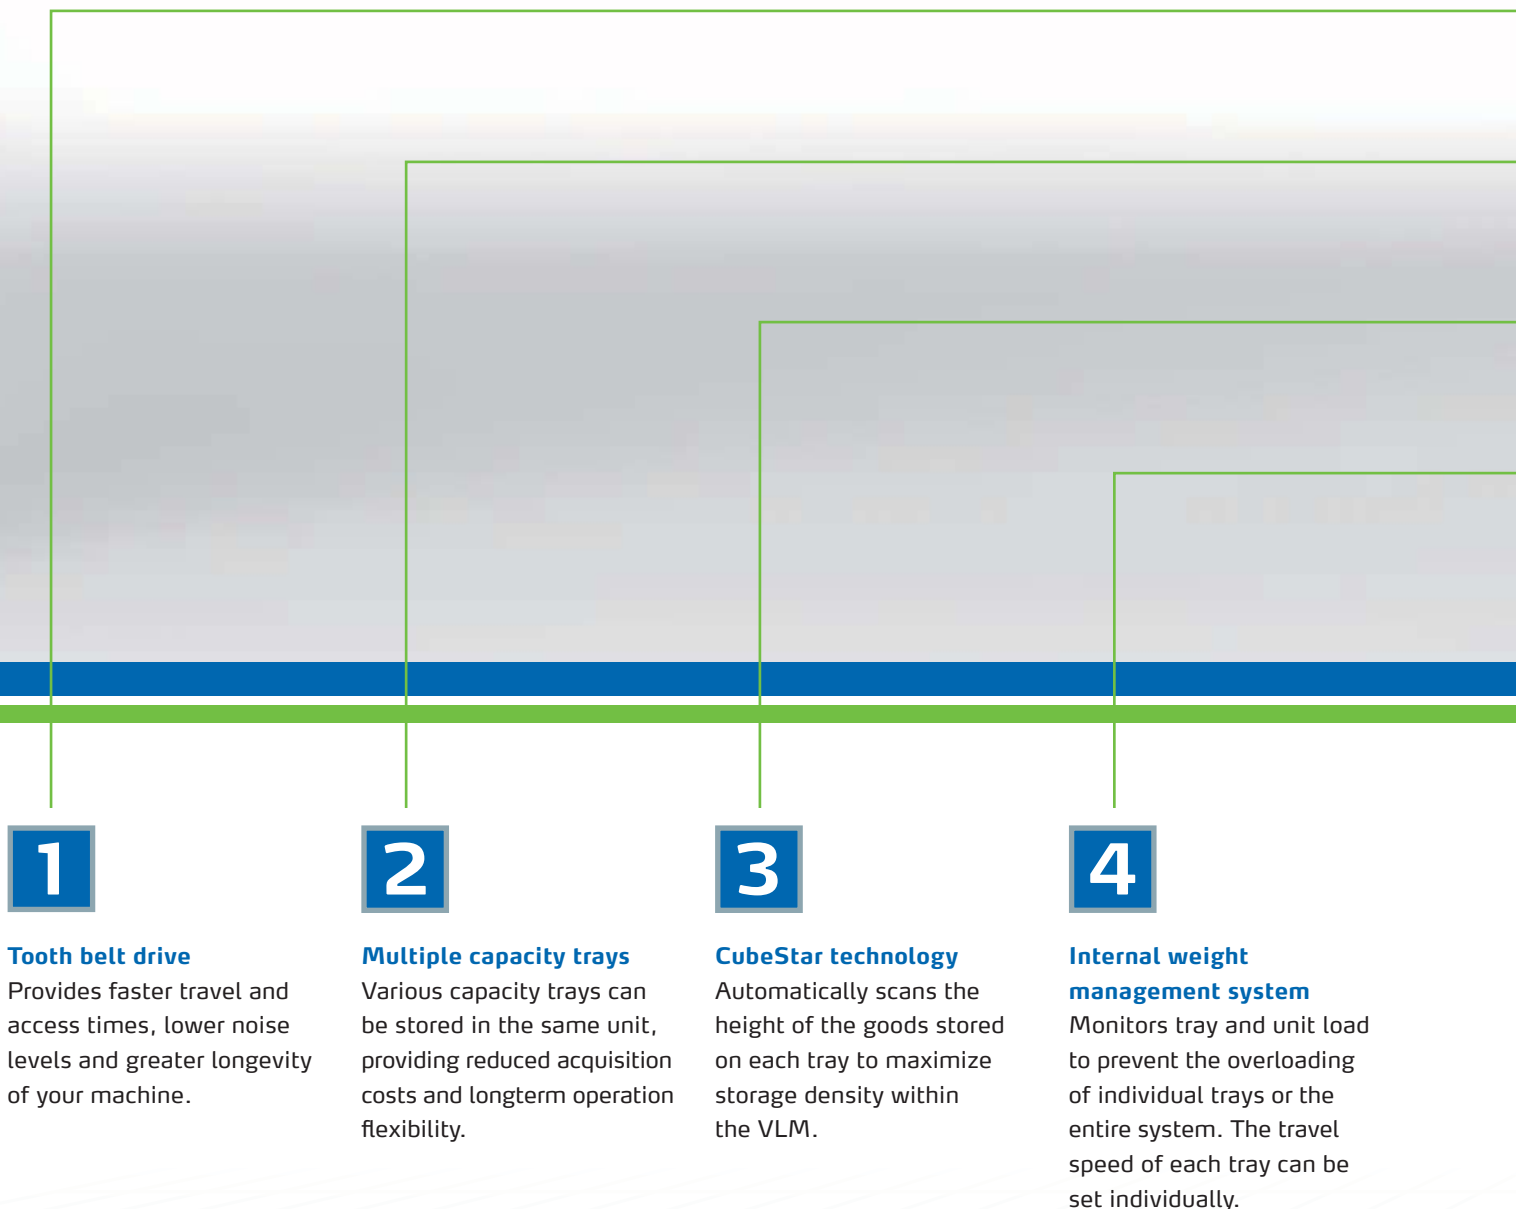 1
Tooth belt drive
Provides faster travel and
access times, lower noise
levels and greater longevity
of your machine.
2
Multiple capacity trays
Various capacity trays can
be stored in the same unit,
providing reduced acquisition
costs and longterm operation
flexibility.
3
CubeStar technology
Automatically scans the
height of the goods stored
on each tray to maximize
storage density within
the VLM.
4
Internal weight
management system
Monitors tray and unit load
to prevent the overloading
of individual trays or the
entire system. The travel
speed of each tray can be
set individually.